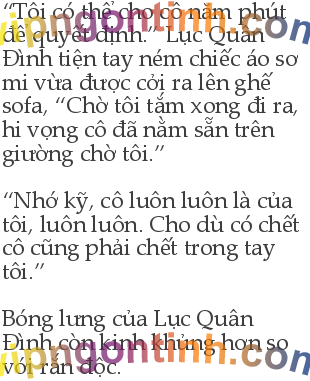 “Tôi có thể cho cô năm phút
để quyết định.” Lục Quân
Đình tiện tay ném chiếc áo sơ
mi vừa được cởi ra lên ghế
sofa, “Chờ tôi tắm xong đi ra,
hi vọng cô đã nằm sẵn trên
giường chờ tôi.”
“Nhớ kỹ, cô luôn luôn là của
tôi, luôn luôn. Cho dù có chết
cô cũng phải chết trong tay
tôi.”
Bóng lưng của Lục Quân
Đình còn kinh khủng hơn so
với rắn độc.
vipngontinh.com
vipngontinh.com